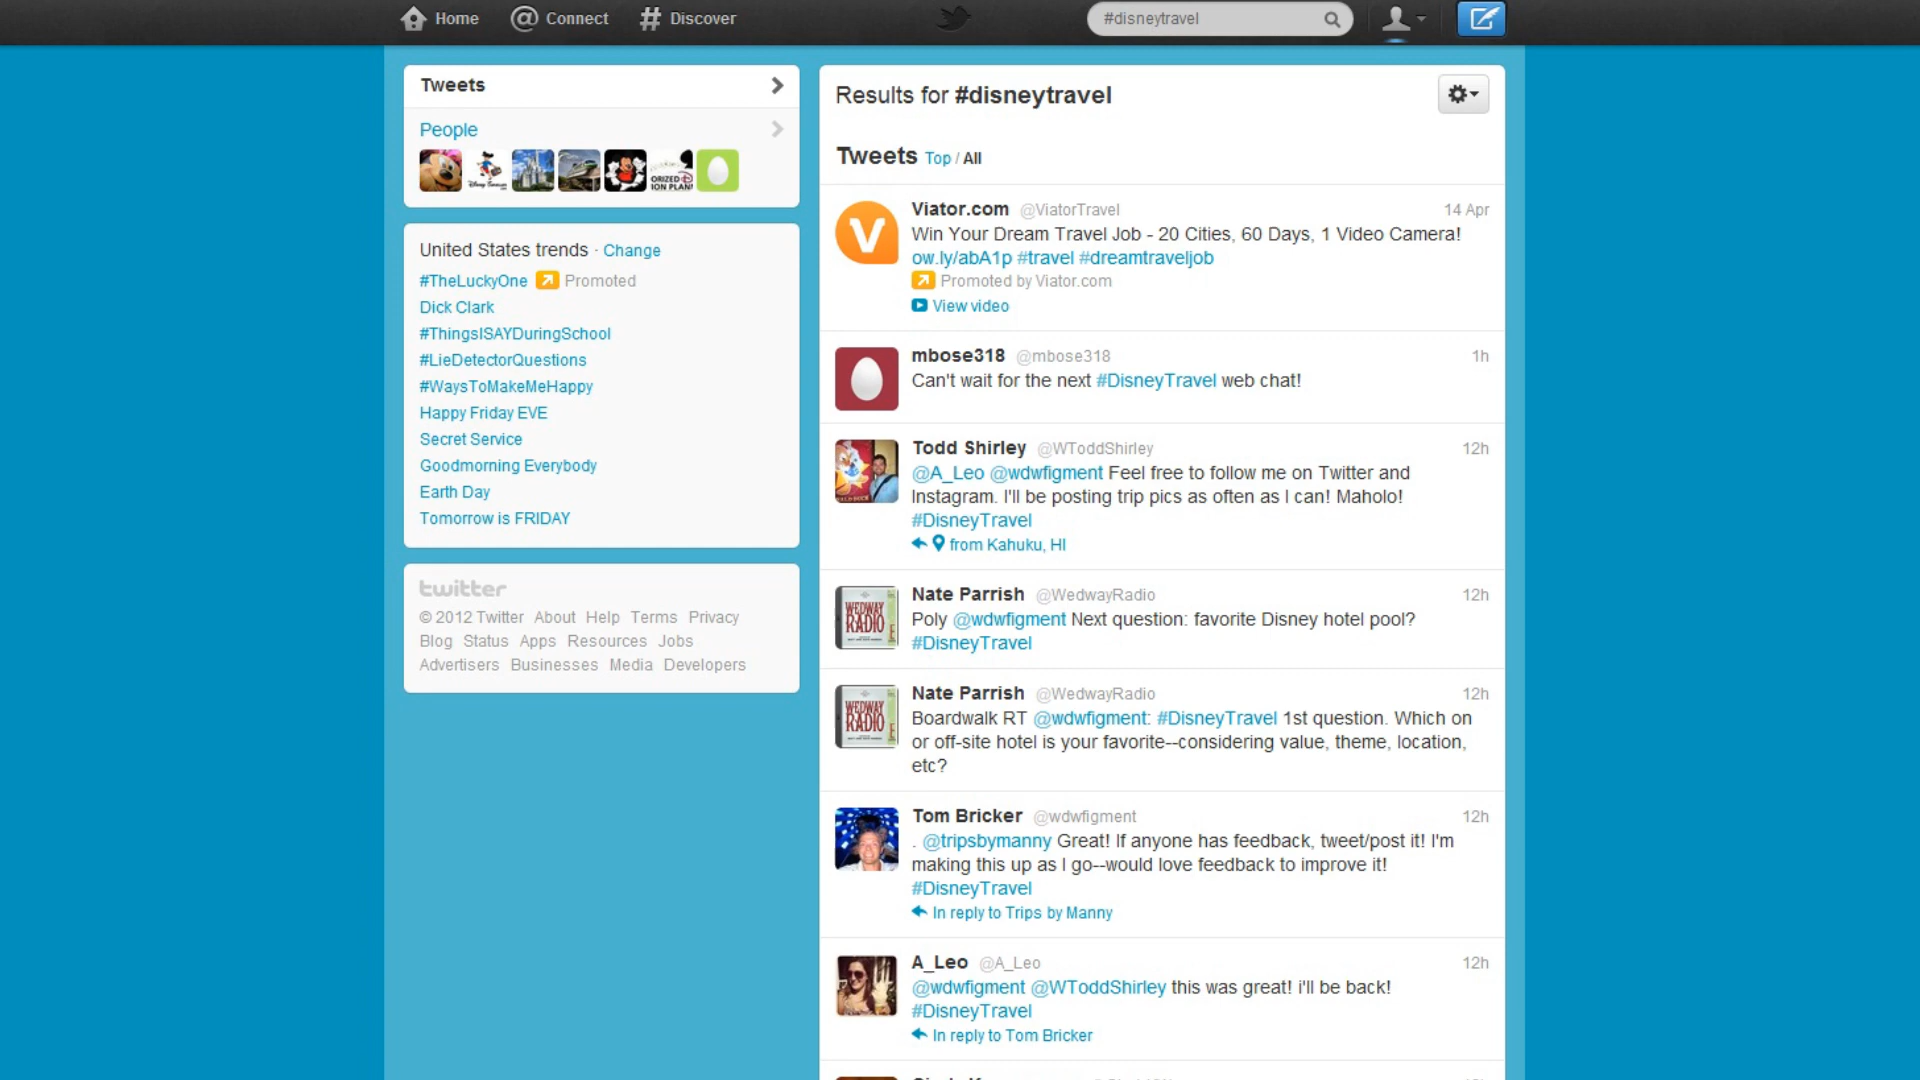 Home Connect Discover #disneytravel
Tweets
People
ORIZED
ION PLAN
United States trends · Change
#TheLuckyOne Promoted
Dick Clark
#ThingsISAYDuringSchool
#LieDetectorQuestions
#WaysToMakeMeHappy
Happy Friday EVE
Secret Service
Goodmorning Everybody
Earth Day
Tomorrow is FRIDAY
twitter
© 2012 Twitter About Help Terms Privacy
Blog Status Apps Resources Jobs
Advertisers Businesses Media Developers
Results for #disneytravel
Tweets Top / All
Viator.com @ViatorTravel 14 Apr
Win Your Dream Travel Job - 20 Cities, 60 Days, 1 Video Camera!
ow.ly/abA1p #travel #dreamtraveljob
Promoted by Viator.com
View video
mbose318 @mbose318 1h
Can't wait for the next #DisneyTravel web chat!
Todd Shirley @WToddShirley 12h
@A_Leo @wdwfigment Feel free to follow me on Twitter and
Instagram. I'll be posting trip pics as often as I can! Maholo!
#DisneyTravel
from Kahuku, HI
WEDWAY
RADIO
Nate Parrish @WedwayRadio 12h
Poly @wdwfigment Next question: favorite Disney hotel pool?
#DisneyTravel
WEDWAY
RADIO
Nate Parrish @WedwayRadio 12h
Boardwalk RT @wdwfigment: #DisneyTravel 1st question. Which on
or off-site hotel is your favorite--considering value, theme, location,
etc?
Tom Bricker @wdwfigment 12h
. @tripsbymanny Great! If anyone has feedback, tweet/post it! I'm
making this up as I go--would love feedback to improve it!
#DisneyTravel
In reply to Trips by Manny
A_Leo @A_Leo 12h
@wdwfigment @WToddShirley this was great! i'll be back!
#DisneyTravel
In reply to Tom Bricker